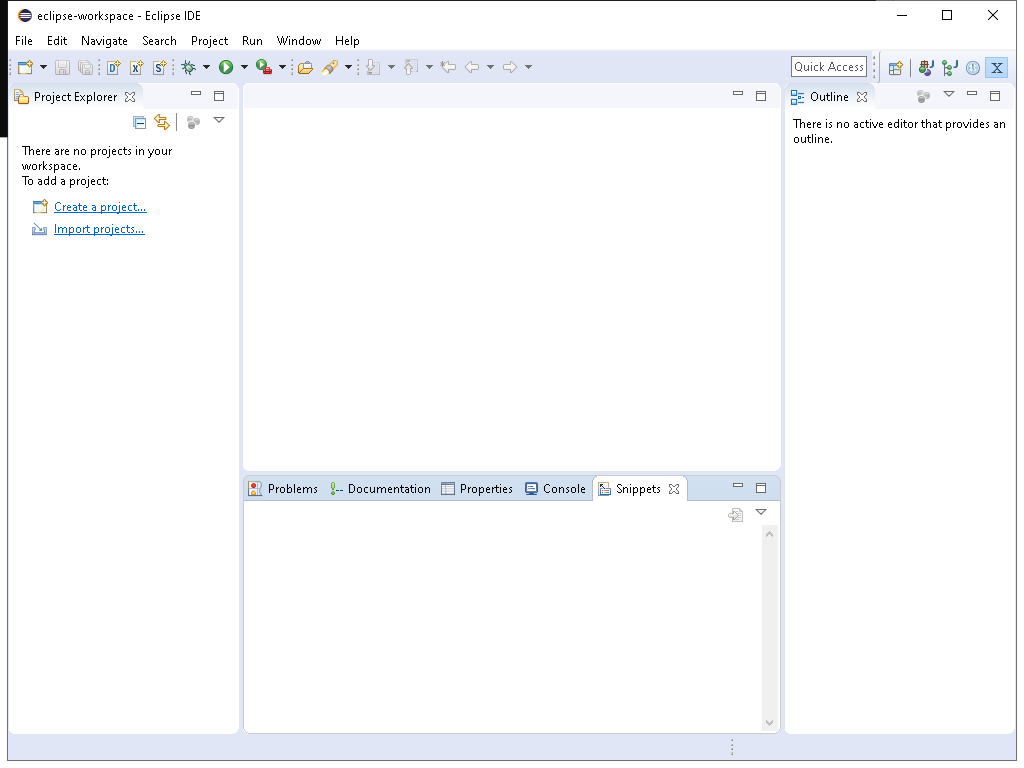 eclipse-workspace - Eclipse IDE
File Edit Navigate Search Project Run Window Help
D X S
Quick Access
X
Project Explorer
There are no projects in your
workspace.
To add a project:
Create a project...
Import projects...
Outline
There is no active editor that provides an
outline.
Problems Documentation Properties Console Snippets